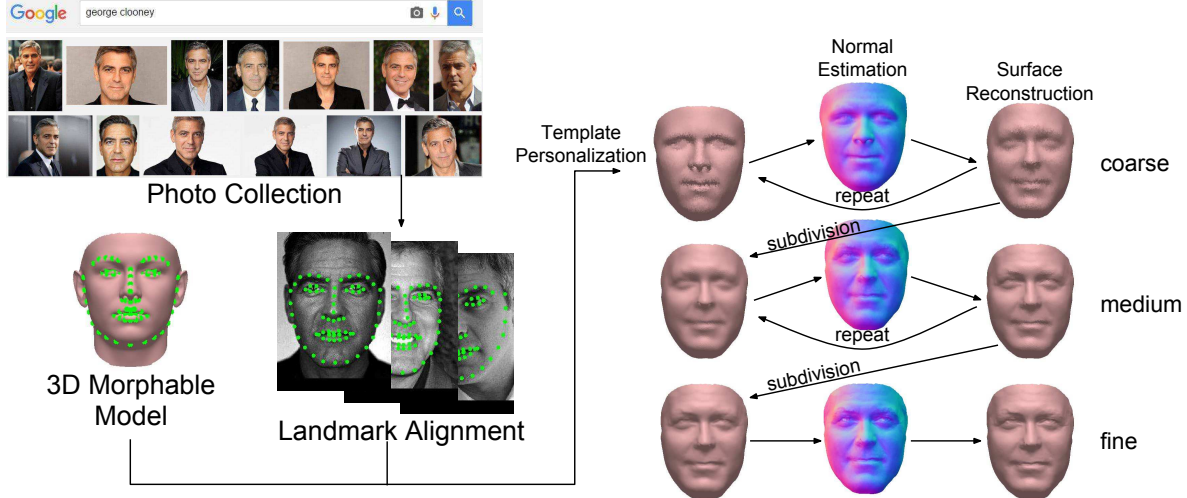 Google
george clooney
Photo Collection
3D Morphable
Model
Landmark Alignment
Template
Personalization
Normal
Estimation
Surface
Reconstruction
coarse
repeat
subdivision
medium
repeat
subdivision
fine